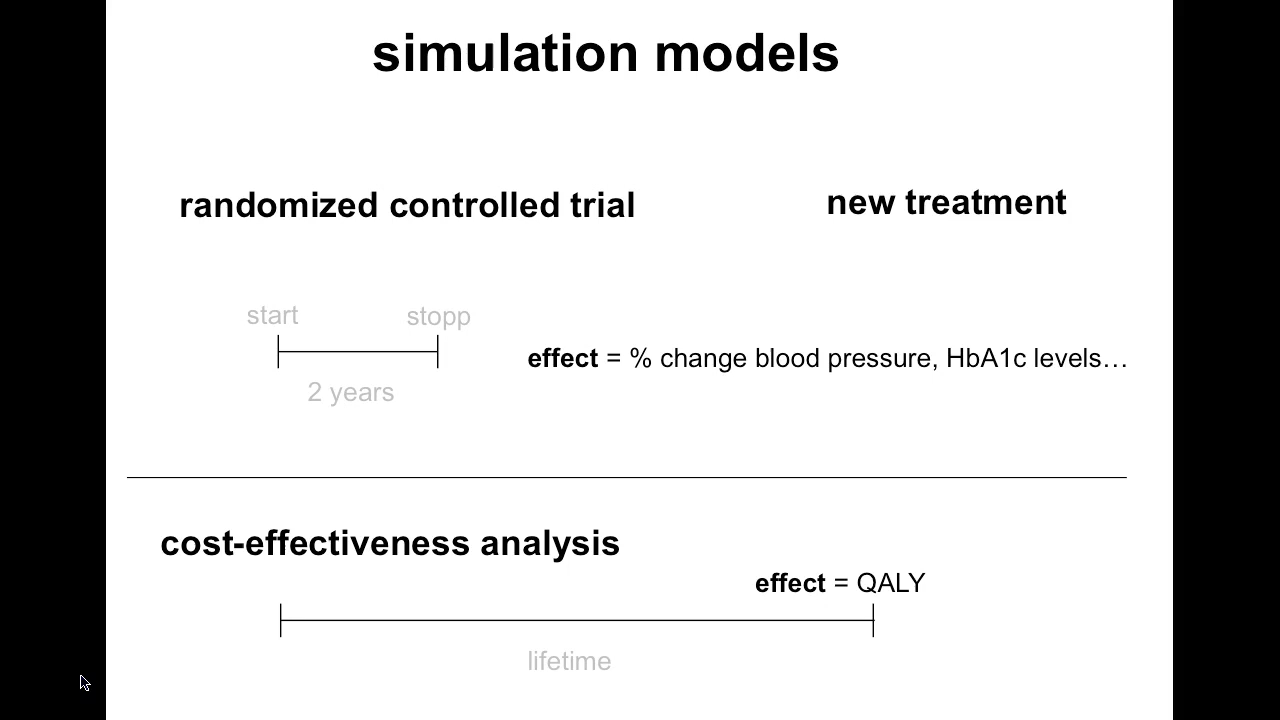 simulation models
randomized controlled trial
new treatment
start
stopp
effect = % change blood pressure, HbA1c levels…
2 years
cost-effectiveness analysis
effect = QALY
lifetime